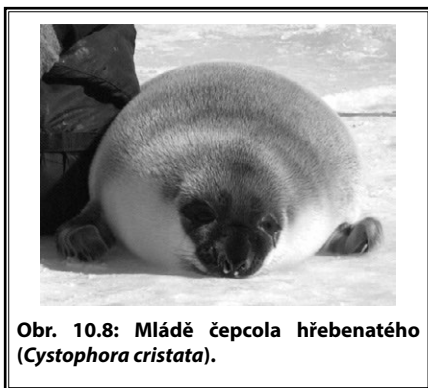 Obr. 10.8: Mládě čepcola hřebenatého
(Cystophora cristata).